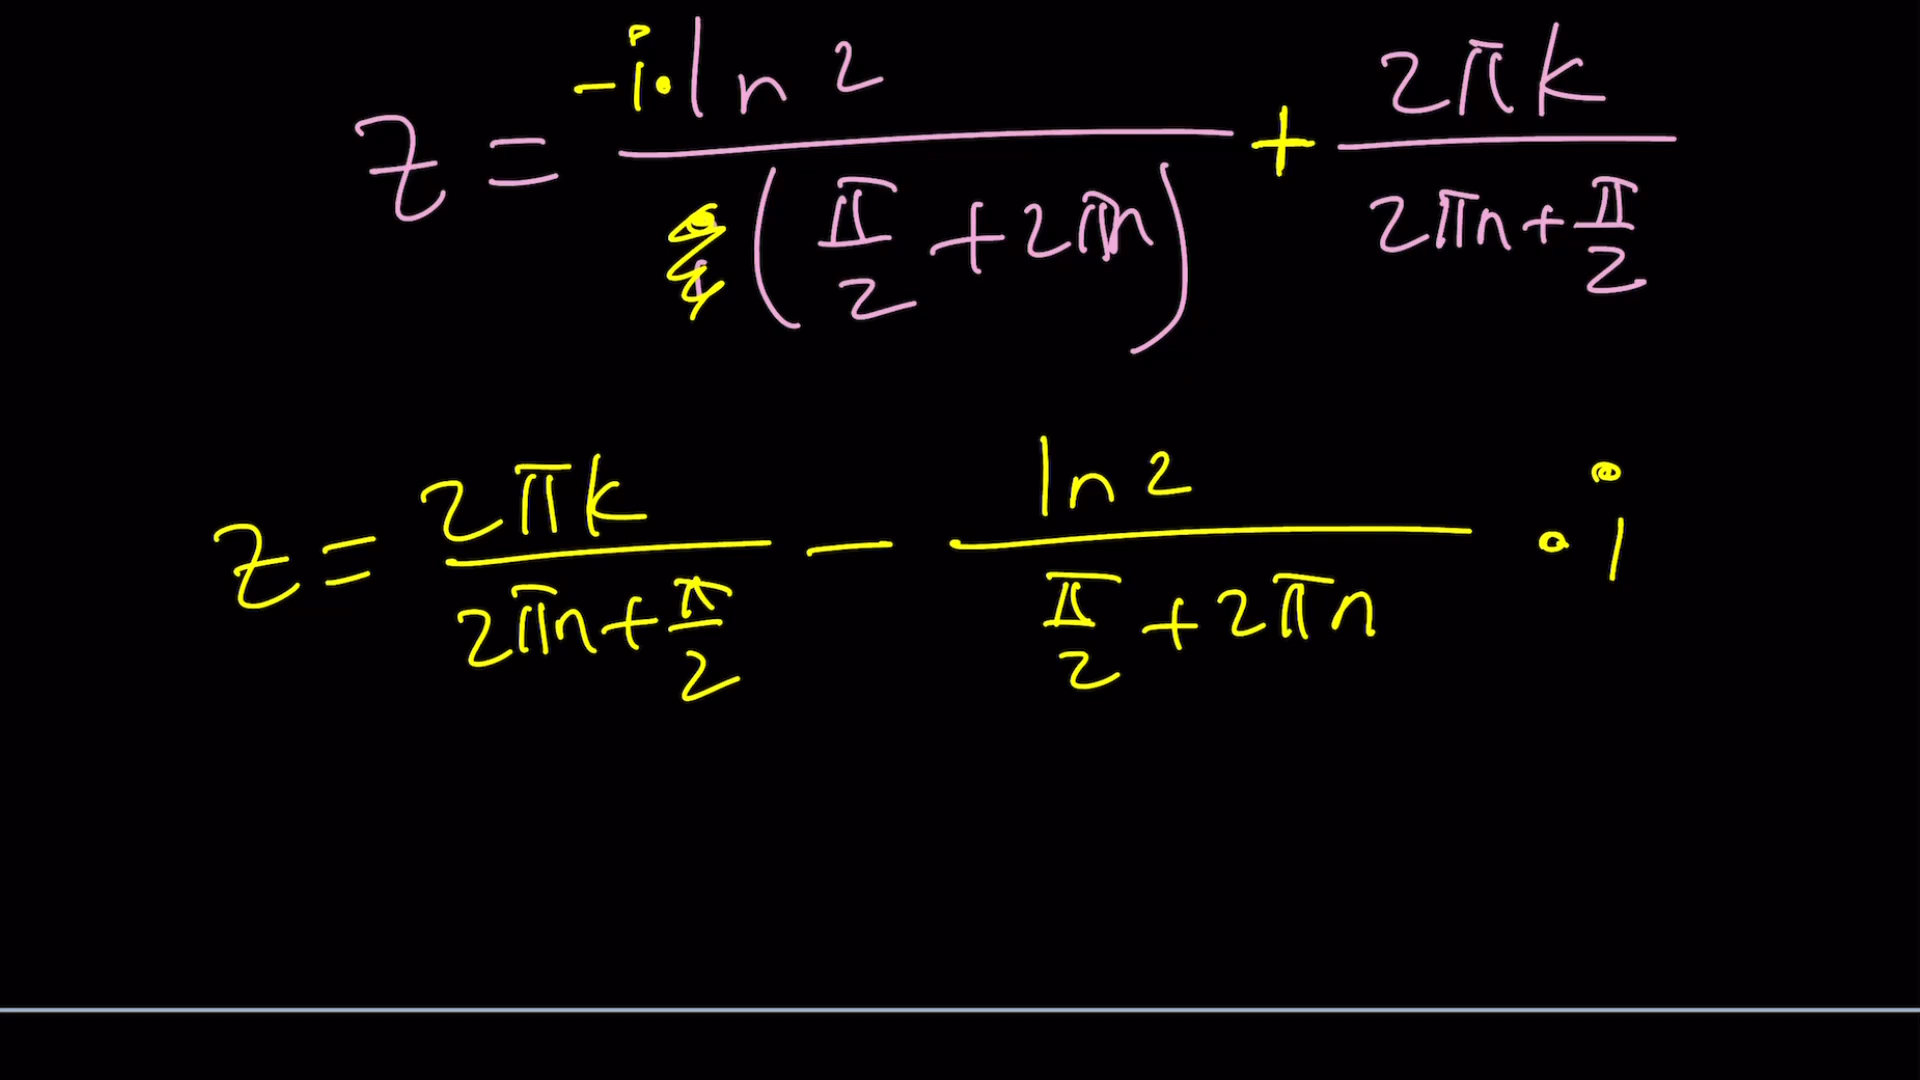 z = -i·ln 2 / (π/2 + 2πn) + 2πk / (2πn + π/2)
z = 2πk / (2πn + π/2) - ln 2 / (π/2 + 2πn) · i